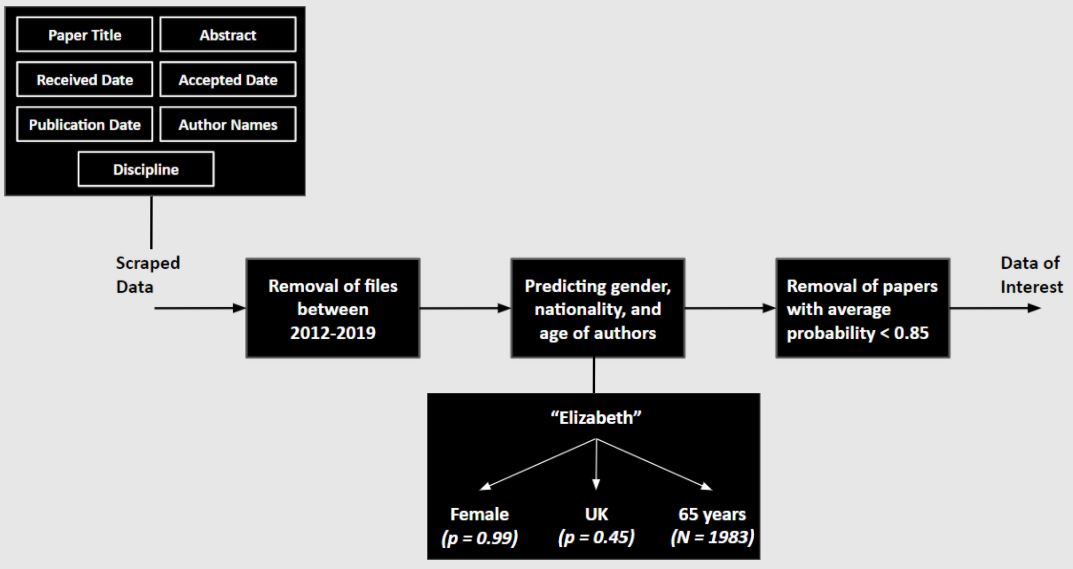 Paper Title
Abstract
Received Date
Accepted Date
Publication Date
Author Names
Discipline
Scraped
Data
Removal of files
between
2012-2019
Predicting gender,
nationality, and
age of authors
Removal of papers
with average
probability < 0.85
Data of
Interest
“Elizabeth”
Female
(p = 0.99)
UK
(p = 0.45)
65 years
(N = 1983)